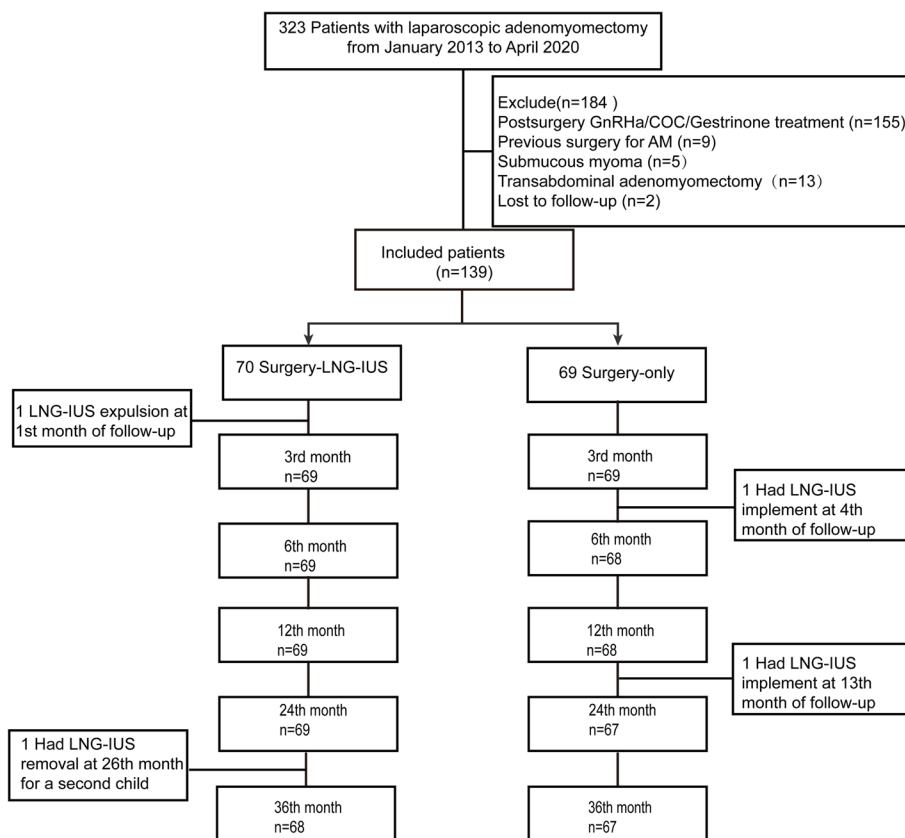 323 Patients with laparoscopic adenomyomectomy
from January 2013 to April 2020
Exclude(n=184 )
Postsurgery GnRHa/COC/Gestrinone treatment (n=155)
Previous surgery for AM (n=9)
Submucous myoma (n=5)
Transabdominal adenomyomectomy（n=13)
Lost to follow-up (n=2)
Included patients
(n=139)
70 Surgery-LNG-IUS
69 Surgery-only
1 LNG-IUS expulsion at
1st month of follow-up
3rd month
n=69
3rd month
n=69
1 Had LNG-IUS
implement at 4th
month of follow-up
6th month
n=69
6th month
n=68
12th month
n=69
12th month
n=68
1 Had LNG-IUS
implement at 13th
month of follow-up
24th month
n=69
24th month
n=67
1 Had LNG-IUS
removal at 26th month
for a second child
36th month
n=68
36th month
n=67